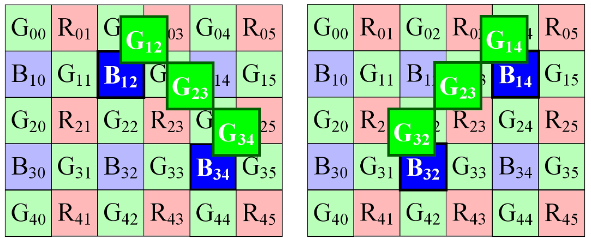 G00 R01 G12 03 G04 R05
B10 G11 B12 G23 14 G15
G20 R21 G22 R23 G34 25
B30 G31 B32 G33 B34 G35
G40 R41 G42 R43 G44 R45
G00 R01 G02 G14 R05
B10 G11 G23 B14 G15
G20 G32 R23 G24 R25
B30 G31 B32 G33 B34 G35
G40 R41 G42 R43 G44 R45